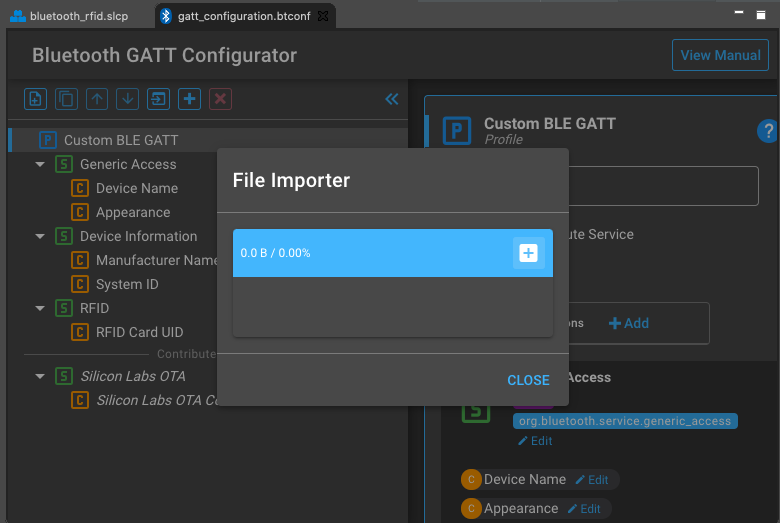 bluetooth_rfid.slcp
gatt_configuration.btconf
Bluetooth GATT Configurator
View Manual
P Custom BLE GATT
S Generic Access
C Device Name
C Appearance
S Device Information
C Manufacturer Name
C System ID
S RFID
C RFID Card UID
Contribute
S Silicon Labs OTA
C Silicon Labs OTA
P Custom BLE GATT
Profile
?
File Importer
0.0 B / 0.00%
CLOSE
Service
Add
Access
S
org.bluetooth.service.generic_access
Edit
C Device Name Edit
C Appearance Edit